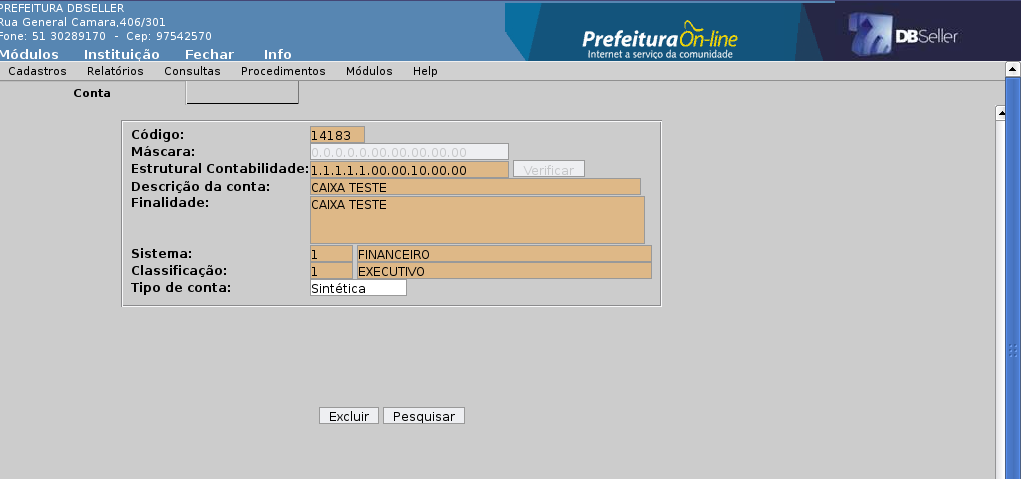 PREFEITURA DBSELLER
Rua General Camara,406/301
Fone: 51 30289170 - Cep: 97542570
Módulos Instituição Fechar Info
Prefeitura On-line
Internet a serviço da comunidade
DBSeller
Cadastros Relatórios Consultas Procedimentos Módulos Help
Conta
Código: 14183
Máscara: 0.0.0.0.0.00.00.00.00.00
Estrutural Contabilidade: 1.1.1.1.1.00.00.10.00.00 Verificar
Descrição da conta: CAIXA TESTE
Finalidade: CAIXA TESTE
Sistema: 1 FINANCEIRO
Classificação: 1 EXECUTIVO
Tipo de conta: Sintética
Excluir Pesquisar